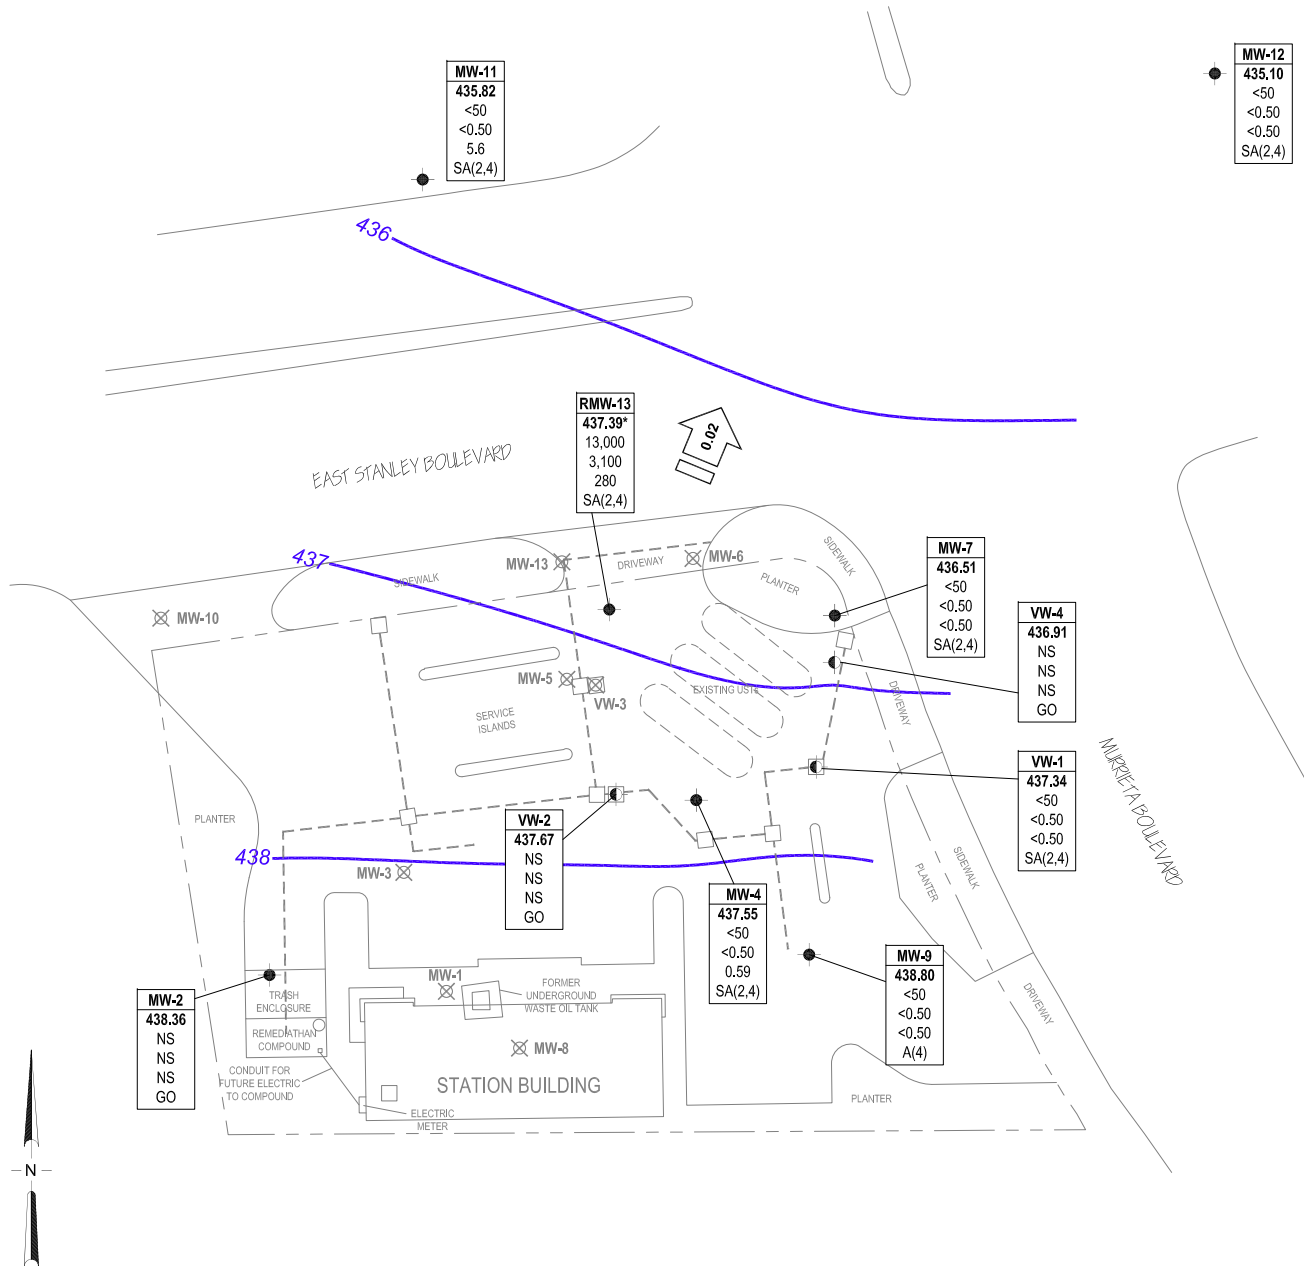 MW-12
435.10
<50
<0.50
<0.50
SA(2,4)
MW-11
435.82
<50
<0.50
5.6
SA(2,4)
436
RMW-13
437.39*
13,000
3,100
280
SA(2,4)
0.02
EAST STANLEY BOULEVARD
437
SIDEWALK
MW-13
DRIVEWAY
MW-6
PLANTER
SIDEWALK
MW-7
436.51
<50
<0.50
<0.50
SA(2,4)
MW-10
VW-4
436.91
NS
NS
NS
GO
MW-5
VW-3
EXISTING USTs
DRIVEWAY
SERVICE
ISLANDS
MURRIETA BOULEVARD
VW-1
437.34
<50
<0.50
<0.50
SA(2,4)
PLANTER
VW-2
437.67
NS
NS
NS
GO
438
MW-3
MW-4
437.55
<50
<0.50
0.59
SA(2,4)
SIDEWALK
PLANTER
MW-9
438.80
<50
<0.50
<0.50
A(4)
DRIVEWAY
MW-1
FORMER
UNDERGROUND
WASTE OIL TANK
MW-2
438.36
NS
NS
NS
GO
TRASH
ENCLOSURE
REMEDIATHAN
COMPOUND
MW-8
CONDUIT FOR
FUTURE ELECTRIC
TO COMPOUND
STATION BUILDING
PLANTER
ELECTRIC
METER
N